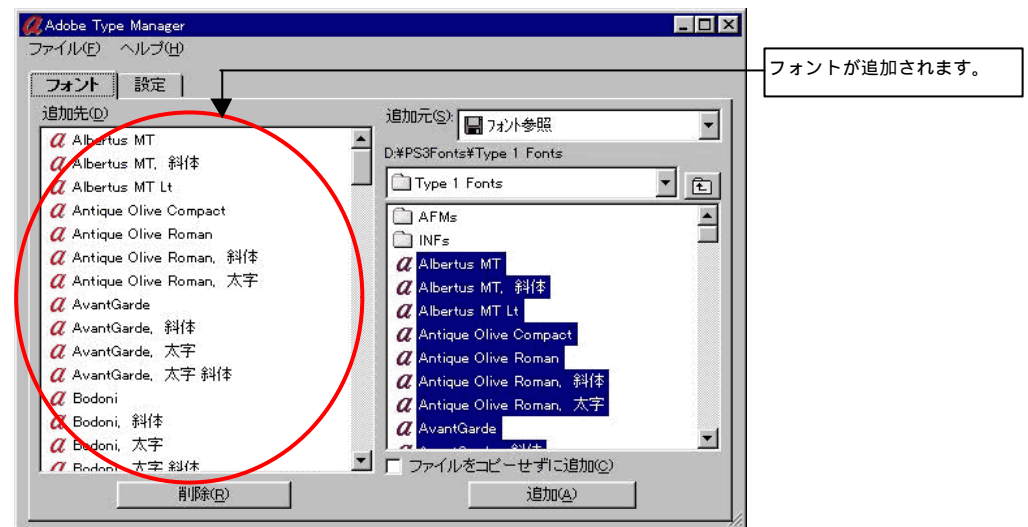 Adobe Type Manager
ファイル(F) ヘルプ(H)
フォントが追加されます。
フォント 設定
追加先(D)
Albertus MT
Albertus MT, 斜体
Albertus MT Lt
Antique Olive Compact
Antique Olive Roman
Antique Olive Roman, 斜体
Antique Olive Roman, 太字
AvantGarde
AvantGarde, 斜体
AvantGarde, 太字
AvantGarde, 太字 斜体
Bodoni
Bodoni, 斜体
Bodoni, 太字
Bodoni, 太字 斜体
削除(R)
追加元(S): フォント参照
D:¥PS3Fonts¥Type 1 Fonts
Type 1 Fonts
AFMs
INFs
Albertus MT
Albertus MT, 斜体
Albertus MT Lt
Antique Olive Compact
Antique Olive Roman
Antique Olive Roman, 斜体
Antique Olive Roman, 太字
AvantGarde
ファイルをコピーせずに追加(C)
追加(A)